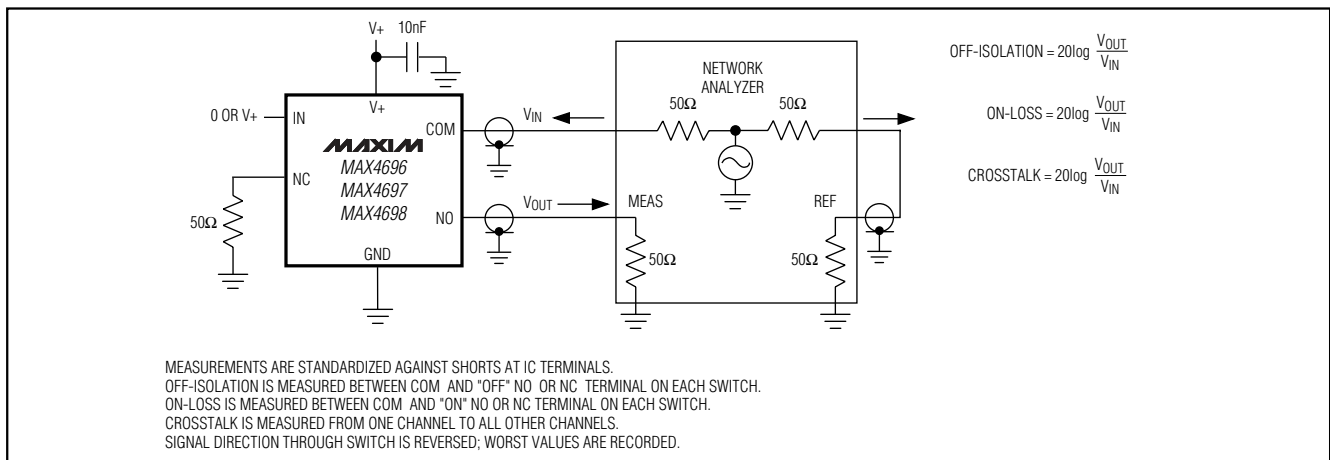 V+
10nF
V+
0 OR V+
IN
COM
MAXIM
MAX4696
MAX4697
MAX4698
NC
NO
50Ω
GND
VIN
VOUT
NETWORK
ANALYZER
50Ω
50Ω
MEAS
REF
50Ω
50Ω
OFF-ISOLATION = 20log VOUT
VIN
ON-LOSS = 20log VOUT
VIN
CROSSTALK = 20log VOUT
VIN
MEASUREMENTS ARE STANDARDIZED AGAINST SHORTS AT IC TERMINALS.
OFF-ISOLATION IS MEASURED BETWEEN COM AND "OFF" NO OR NC TERMINAL ON EACH SWITCH.
ON-LOSS IS MEASURED BETWEEN COM AND "ON" NO OR NC TERMINAL ON EACH SWITCH.
CROSSTALK IS MEASURED FROM ONE CHANNEL TO ALL OTHER CHANNELS.
SIGNAL DIRECTION THROUGH SWITCH IS REVERSED; WORST VALUES ARE RECORDED.